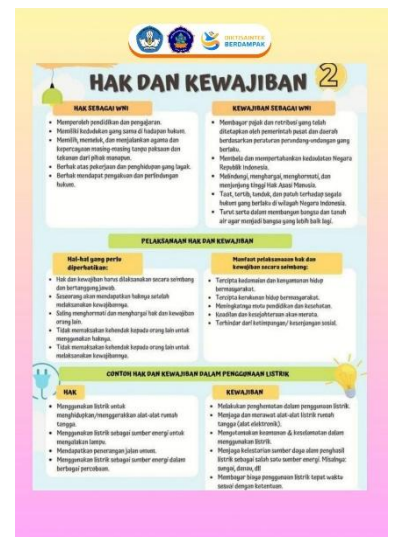 DIKTISAINTEK
BERDAMPAK
HAK DAN KEWAJIBAN 2
HAK SEBAGAI WNI
• Memperoleh pendidikan dan pengajaran.
• Memiliki kedudukan yang sama di hadapan hukum.
• Memilih, memeluk, dan menjalankan agama dan
kepercayaan masing-masing tanpa paksaan dan
tekanan dari pihak manapun.
• Berhak atas pekerjaan dan penghidupan yang layak.
• Berhak mendapat pengakuan dan perlindungan
hukum.
KEWAJIBAN SEBAGAI WNI
• Membayar pajak dan retribusi yang telah
ditetapkan oleh pemerintah pusat dan daerah
berdasarkan peraturan perundang-undangan yang
berlaku.
• Membela dan mempertahankan kedaulatan Negara
Republik Indonesia.
• Melindungi, menghargai, menghormati, dan
menjunjung tinggi Hak Asasi Manusia.
• Taat, tertib, tunduk, dan patuh terhadap segala
hukum yang berlaku di wilayah Negara Indonesia.
• Turut serta dalam membangun bangsa dan tanah
air agar menjadi bangsa yang lebih baik lagi.
PELAKSANAAN HAK DAN KEWAJIBAN
Hal-hal yang perlu
diperhatikan:
• Hak dan kewajiban harus dilaksanakan secara seimbang
dan bertanggung jawab.
• Seseorang akan mendapatkan haknya setelah
melaksanakan kewajibannya.
• Saling menghormati dan menghargai hak dan kewajiban
orang lain.
• Tidak memaksakan kehendak kepada orang lain untuk
menggunakan haknya.
• Tidak memaksakan kehendak kepada orang lain untuk
melaksanakan kewajibannya.
Manfaat pelaksanaan hak dan
kewajiban secara seimbang:
• Tercipta kedamaian dan kenyamanan hidup
bermasyarakat.
• Tercipta kerukunan hidup bermasyarakat.
• Meningkatnya mutu pendidikan dan kesehatan.
• Keadilan dan kesejahteraan akan merata.
• Terhindar dari ketimpangan/ kesenjangan sosial.
CONTOH HAK DAN KEWAJIBAN DALAM PENGGUNAAN LISTRIK
HAK
• Menggunakan listrik untuk
menghidupkan/menggerakkan alat-alat rumah
tangga.
• Menggunakan listrik sebagai sumber energi untuk
menyalakan lampu.
• Mendapatkan penerangan jalan umum.
• Menggunakan listrik sebagai sumber energi dalam
berbagai percobaan.
KEWAJIBAN
• Melakukan penghematan dalam penggunaan listrik.
• Menjaga dan merawat alat-alat listrik rumah
tangga (alat elektronik).
• Mengutamakan keamanan & keselamatan dalam
menggunakan listrik.
• Menjaga kelestarian sumber daya alam penghasil
listrik sebagai salah satu sumber energi. Misalnya:
sungai, danau, dll
• Membayar biaya penggunaan listrik tepat waktu
sesuai dengan ketentuan.